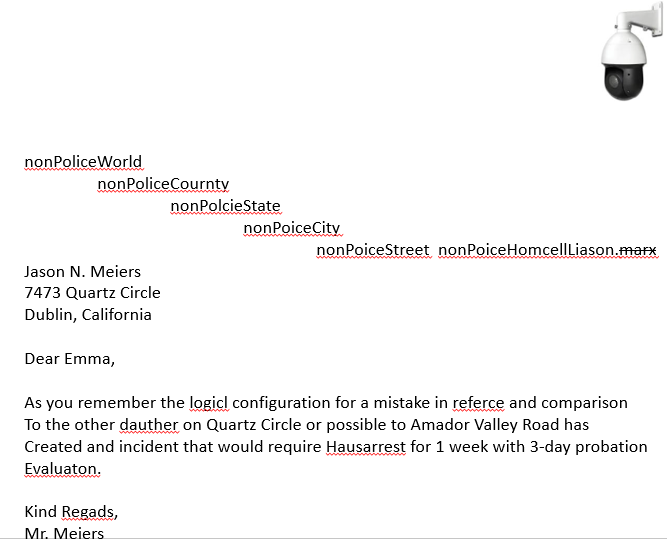 nonPoliceWorld
nonPoliceCournty
nonPolcieState
nonPoiceCity
nonPoiceStreet nonPoiceHomcellLiason.marx
Jason N. Meiers
7473 Quartz Circle
Dublin, California
Dear Emma,
As you remember the logicl configuration for a mistake in referce and comparison
To the other dauther on Quartz Circle or possible to Amador Valley Road has
Created and incident that would require Hausarrest for 1 week with 3-day probation
Evaluaton.
Kind Regads,
Mr. Meiers